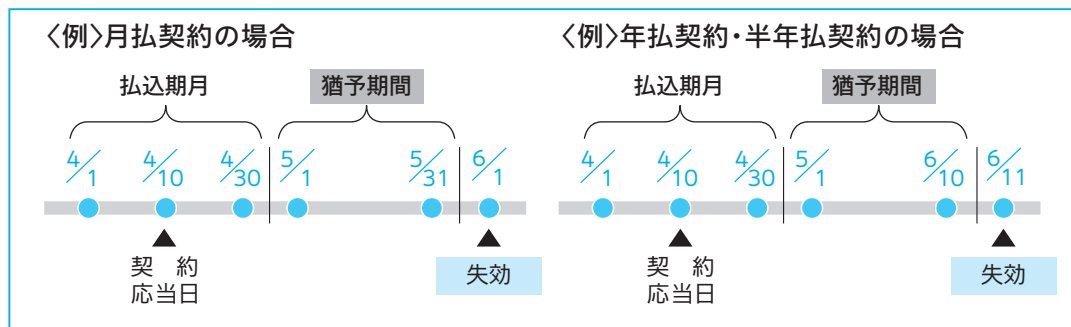 〈例〉月払契約の場合
払込期月 猶予期間
4/1 4/10 4/30 5/1 5/31 6/1
契 約
応当日
失効
〈例〉年払契約・半年払契約の場合
払込期月 猶予期間
4/1 4/10 4/30 5/1 6/10 6/11
契 約
応当日
失効